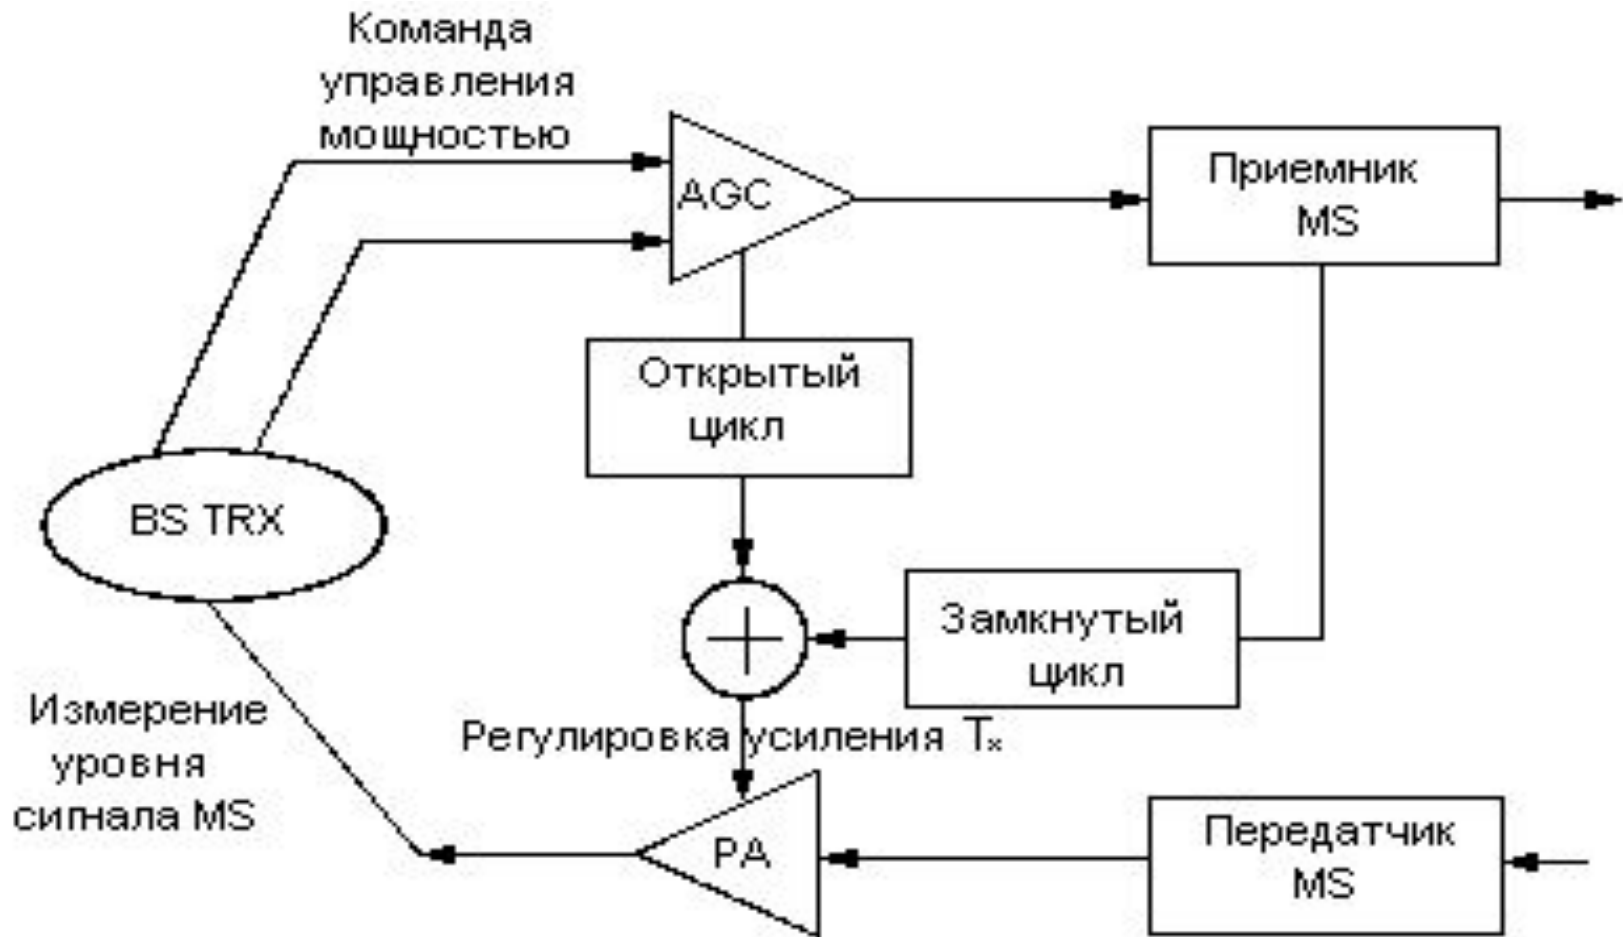 Команда
управления
мощностью
AGC
Приемник
MS
Открытый
цикл
BS TRX
Замкнутый
цикл
Измерение
уровня
сигнала MS
Регулировка усиления Tₓ
PA
Передатчик
MS